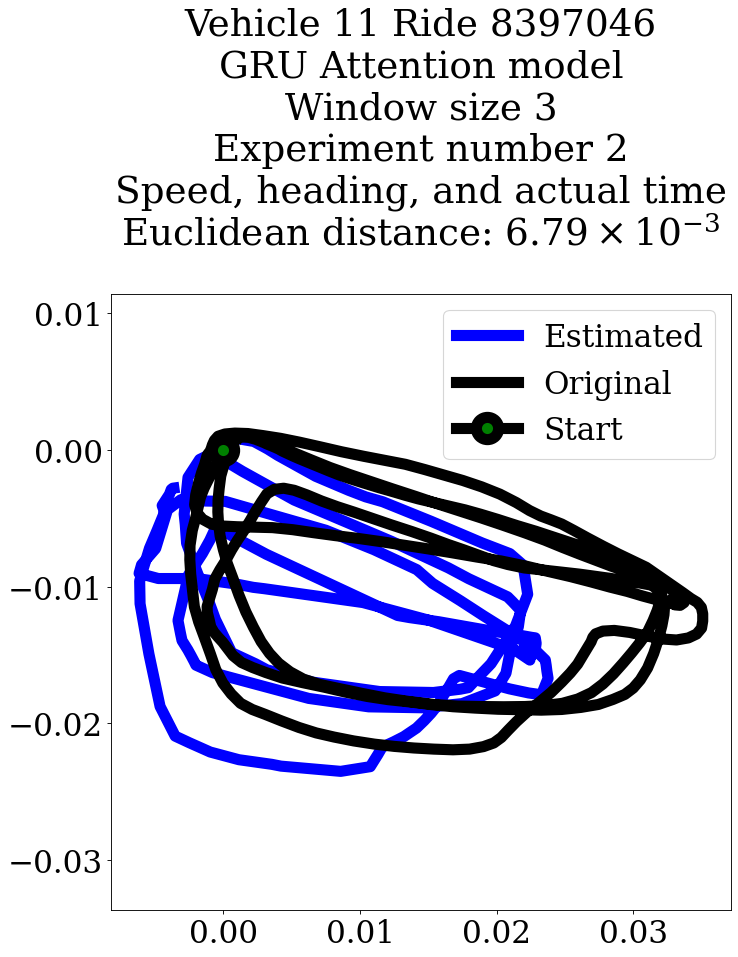 Vehicle 11 Ride 8397046
GRU Attention model
Window size 3
Experiment number 2
Speed, heading, and actual time
Euclidean distance: 6.79 × 10⁻³
Estimated
Original
Start
0.01
0.00
−0.01
−0.02
−0.03
0.00 0.01 0.02 0.03